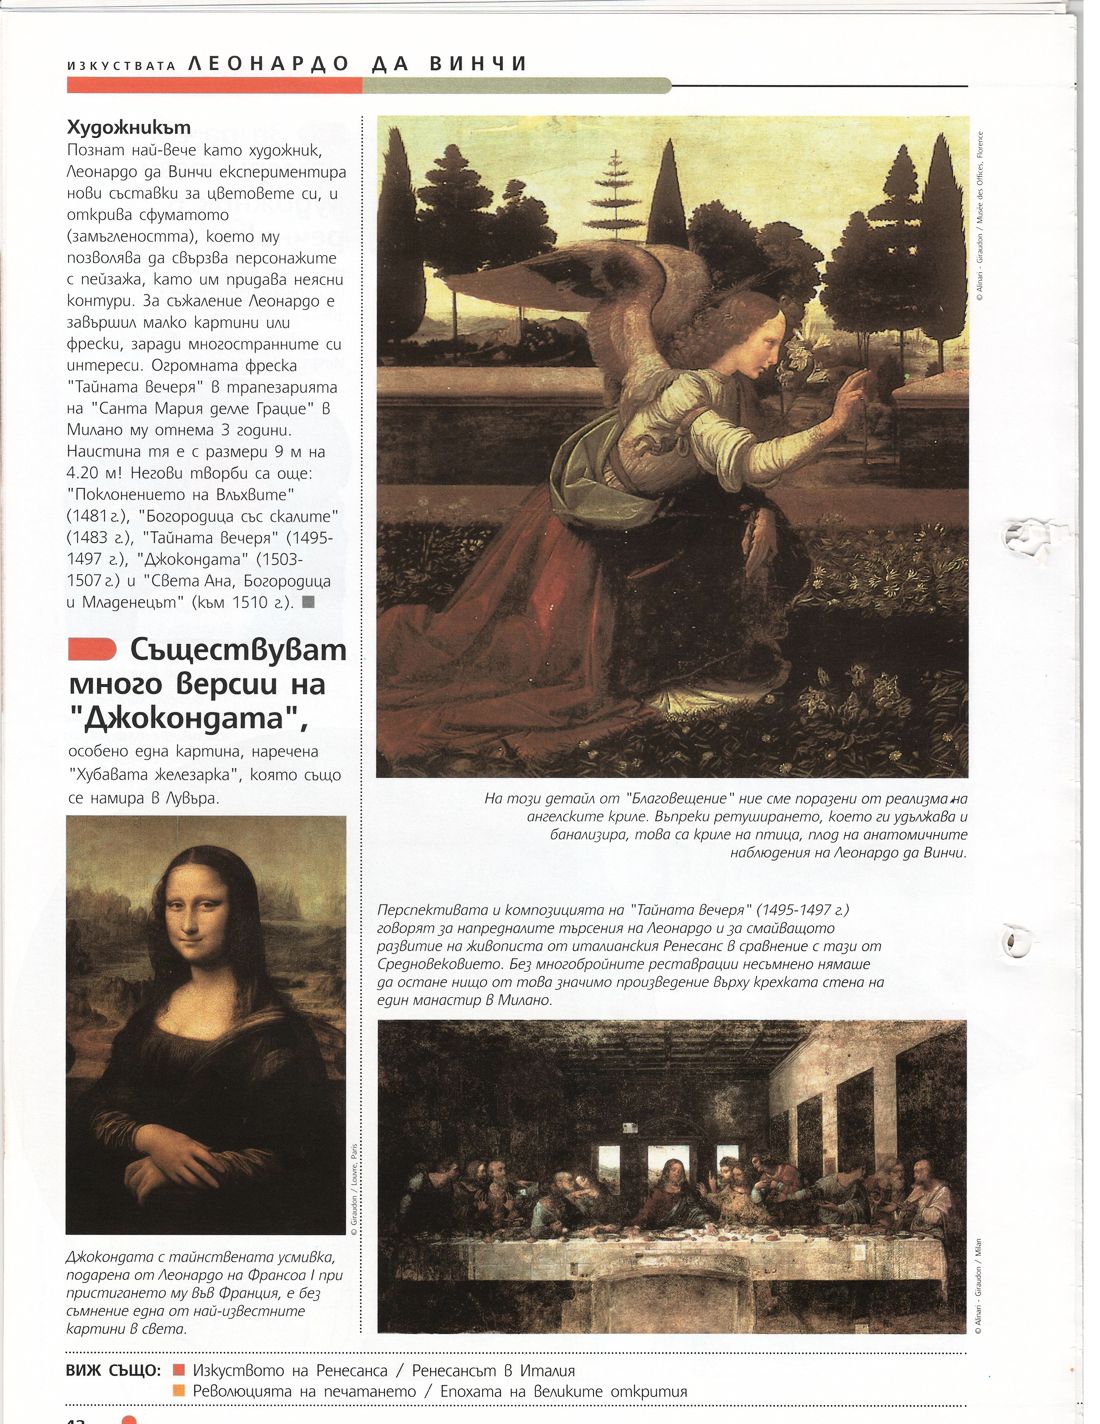 ИЗКУСТВАТА ЛЕОНАРДО ДА ВИНЧИ
Художникът
Познат най-вече като художник,
Леонардо да Винчи експериментира
нови съставки за цветовете си, и
открива сфуматото
(замъглеността), което му
позволява да свързва персонажите
с пейзажа, като им придава неясни
контури. За съжаление Леонардо е
завършил малко картини или
фрески, заради многостранните си
интереси. Огромната фреска
"Тайната вечеря" в трапезарията
на "Санта Мария делле Грацие" в
Милано му отнема 3 години.
Наистина тя е с размери 9 м на
4.20 м! Негови творби са още:
"Поклонението на Влъхвите"
(1481 г.), "Богородица със скалите"
(1483 г.), "Тайната вечеря" (1495-
1497 г.), "Джокондата" (1503-
1507 г.) и "Света Ана, Богородица
и Младенецът" (към 1510 г.).
Съществуват
много версии на
"Джокондата",
особено една картина, наречена
"Хубавата железарка", която също
се намира в Лувъра.
© Giraudon / Louvre, Paris
Джокондата с тайнствената усмивка,
подарена от Леонардо на Франсоа I при
пристигането му във Франция, е без
съмнение една от най-известните
картини в света.
© Alinari - Giraudon / Musée des Offices, Florence
На този детайл от "Благовещение" ние сме поразени от реализма на
ангелските криле. Въпреки ретуширането, което ги удължава и
банализира, това са криле на птица, плод на анатомичните
наблюдения на Леонардо да Винчи.
Перспективата и композицията на "Тайната вечеря" (1495-1497 г.)
говорят за напредналите търсения на Леонардо и за смайващото
развитие на живописта от италианския Ренесанс в сравнение с тази от
Средновековието. Без многобройните реставрации несъмнено нямаше
да остане нищо от това значимо произведение върху крехката стена на
един манастир в Милано.
© Alinari - Giraudon / Milan
ВИЖ СЪЩО: Изкуството на Ренесанса / Ренесансът в Италия
Революцията на печатането / Епохата на великите открития